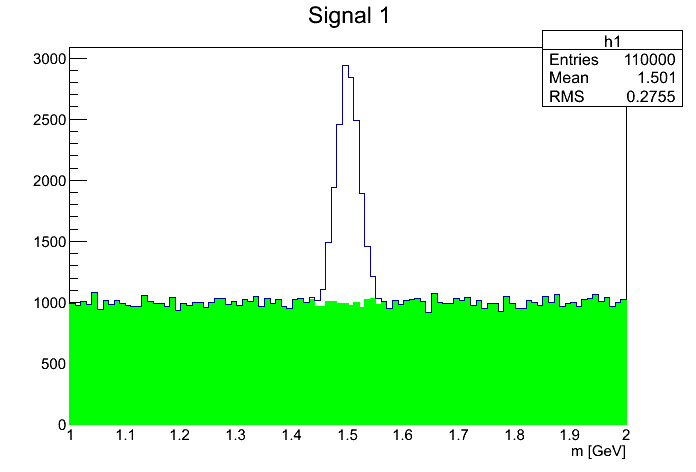 Signal 1
h1
Entries 110000
Mean 1.501
RMS 0.2755
3000
2500
2000
1500
1000
500
0
1 1.1 1.2 1.3 1.4 1.5 1.6 1.7 1.8 1.9 2
m [GeV]